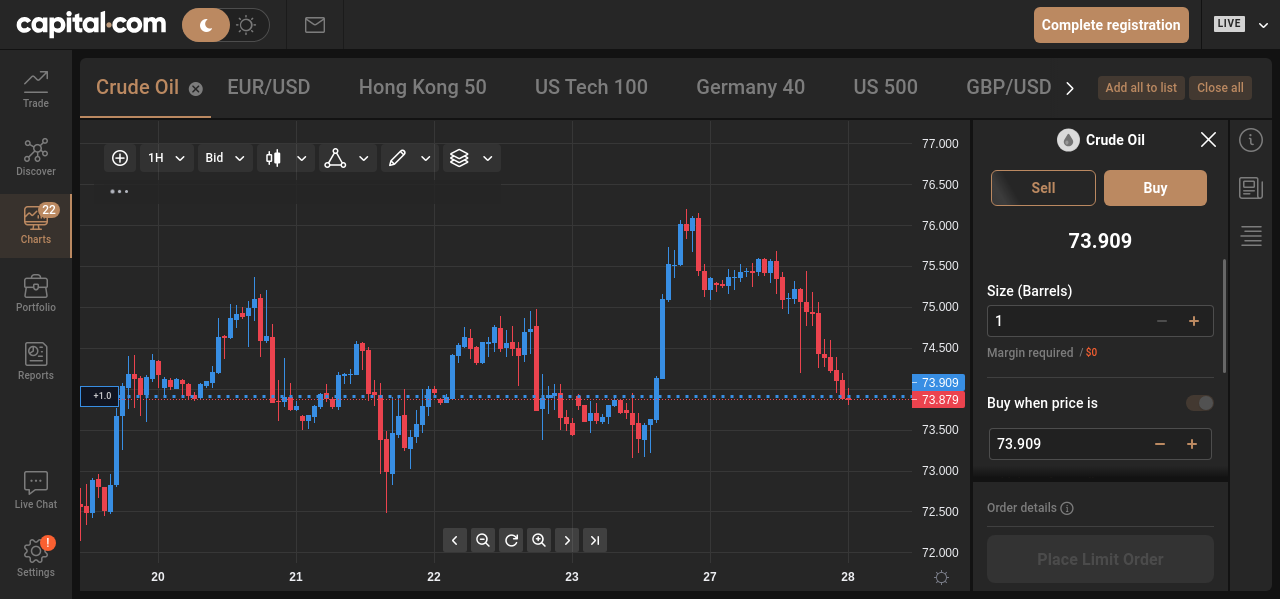 capital.com
Complete registration
LIVE
Trade
Discover
22
Charts
Portfolio
Reports
Live Chat
!
Settings
Crude Oil EUR/USD Hong Kong 50 US Tech 100 Germany 40 US 500 GBP/USD
Add all to list Close all
1H Bid
+1.0
77.000
76.500
76.000
75.500
75.000
74.500
73.909
73.879
73.500
73.000
72.500
72.000
20 21 22 23 27 28
Crude Oil
Sell Buy
73.909
Size (Barrels)
1
Margin required / $0
Buy when price is
73.909
Order details
Place Limit Order